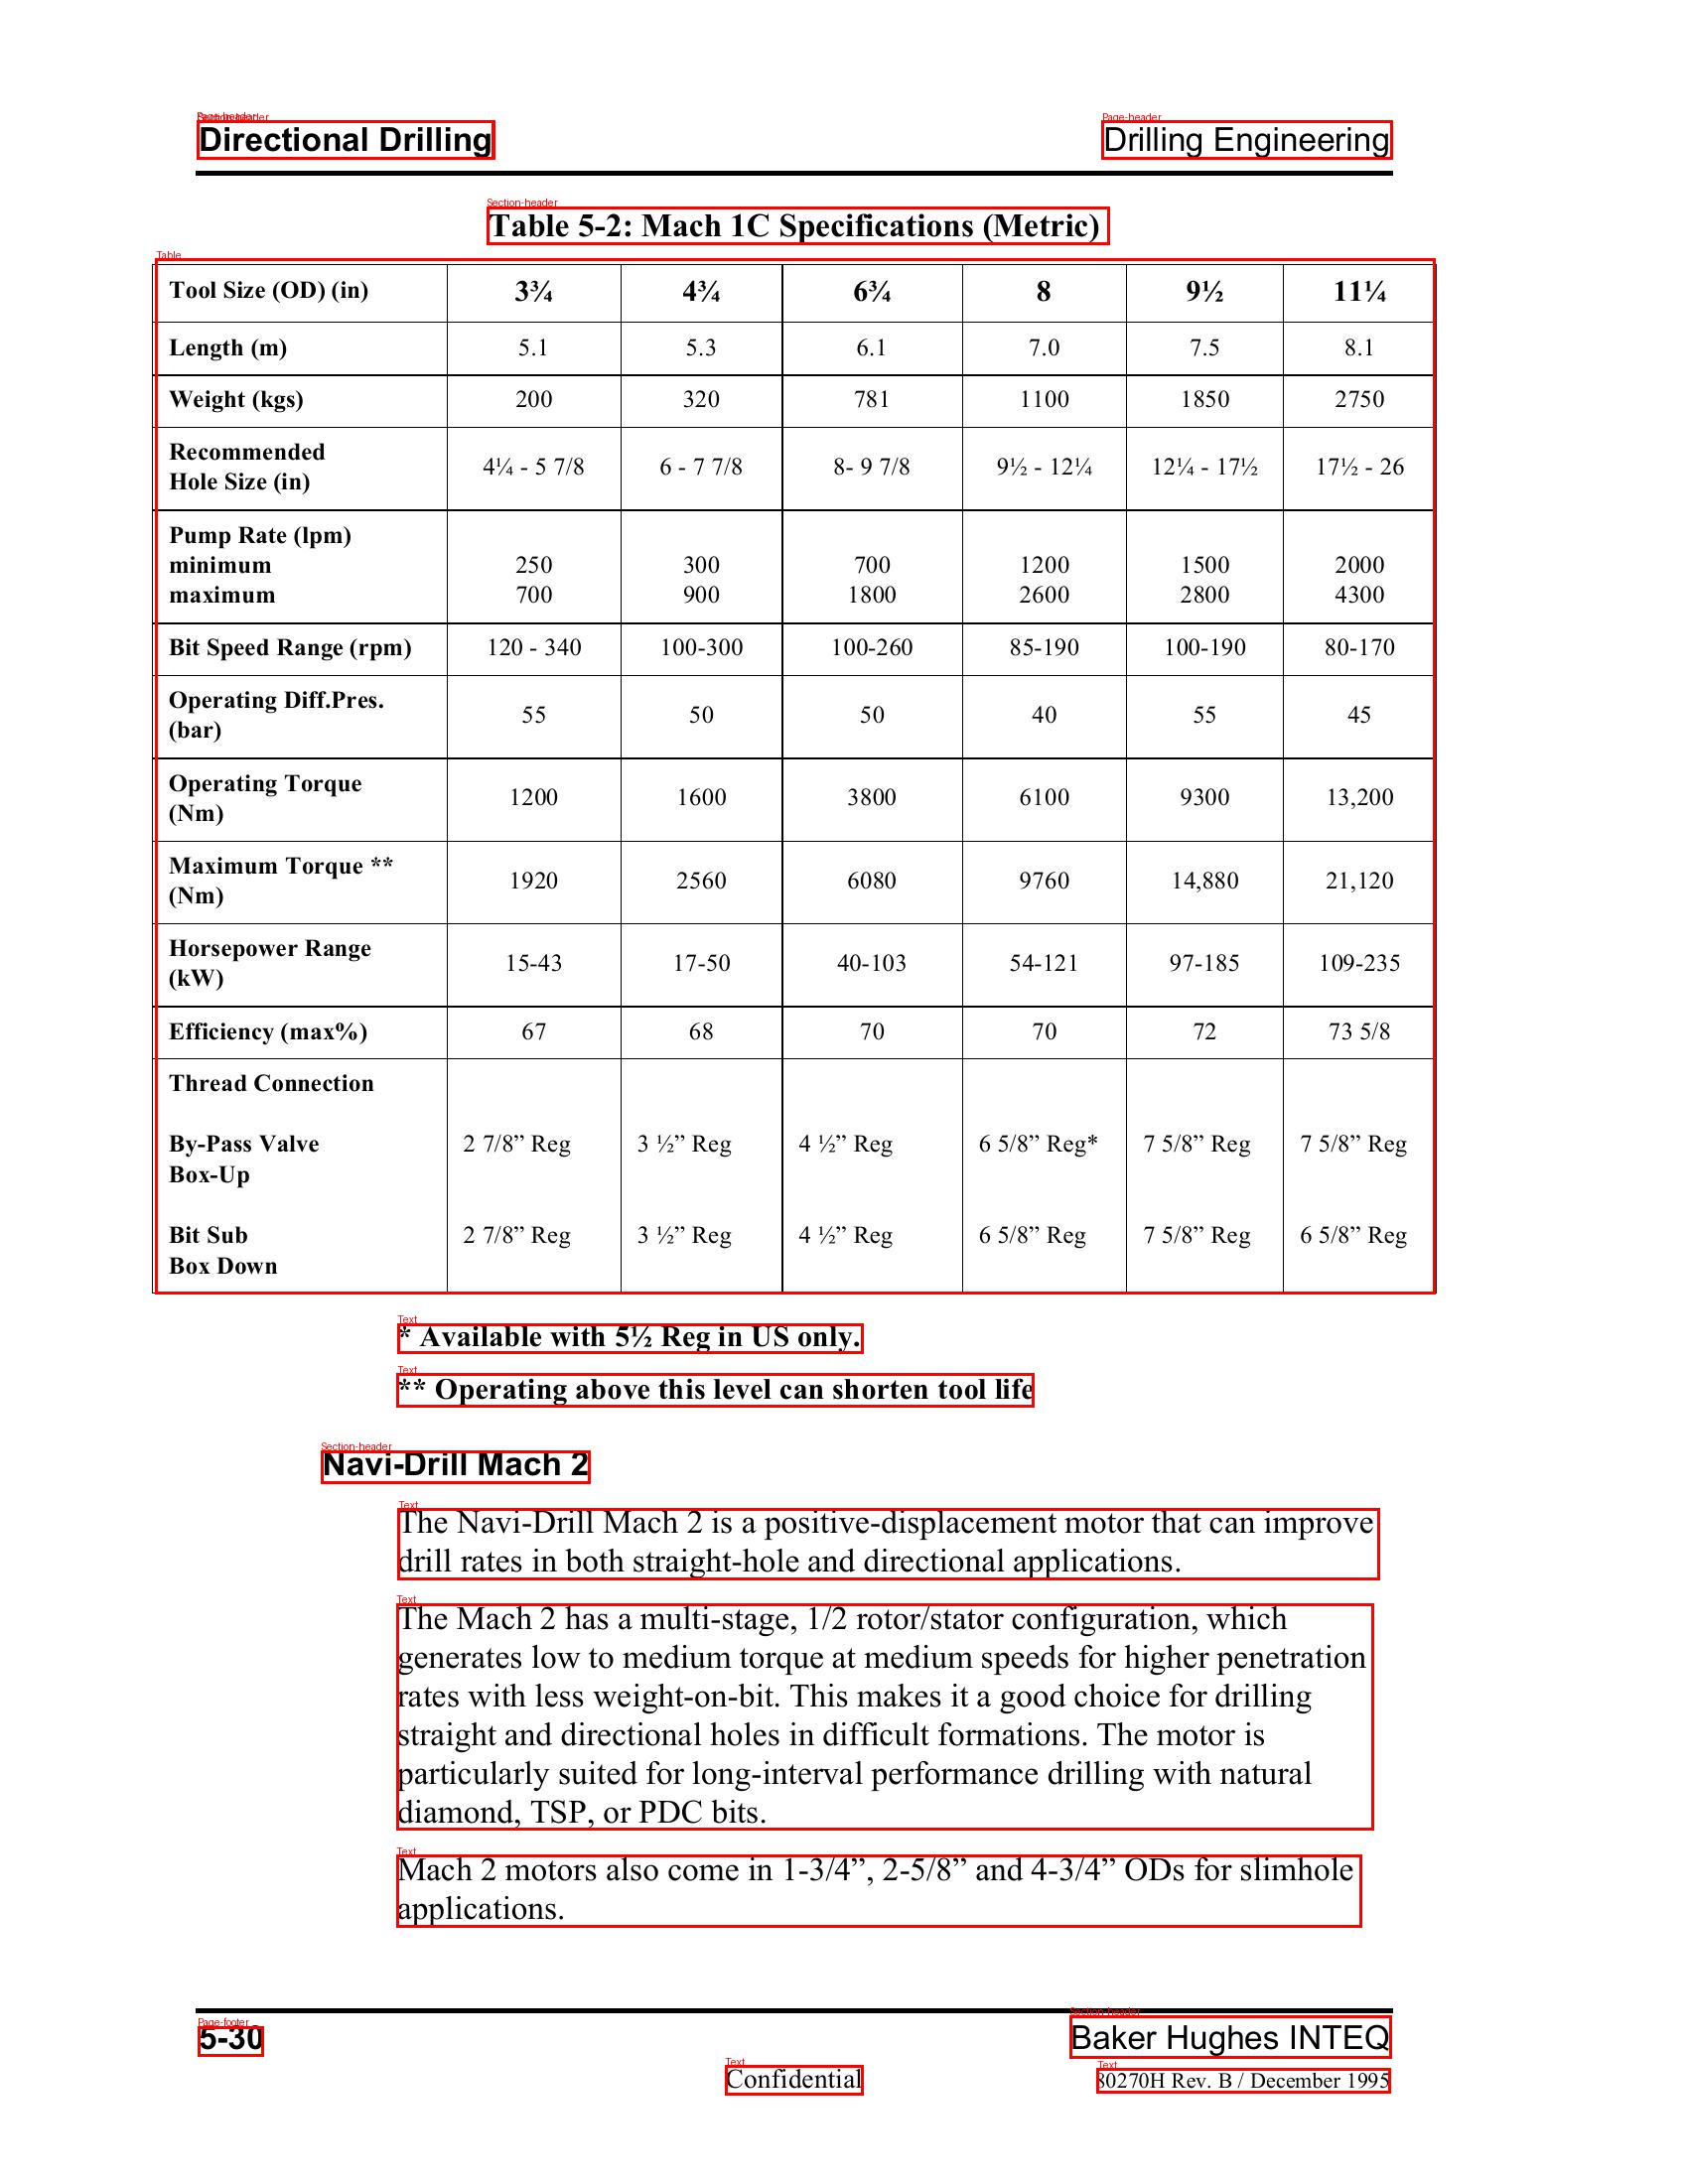 Directional Drilling Drilling Engineering
Table 5-2: Mach 1C Specifications (Metric)
Table
Tool Size (OD) (in) 3¾ 4¾ 6¾ 8 9½ 11¼
Length (m) 5.1 5.3 6.1 7.0 7.5 8.1
Weight (kgs) 200 320 781 1100 1850 2750
Recommended
Hole Size (in) 4¼ - 5 7/8 6 - 7 7/8 8- 9 7/8 9½ - 12¼ 12¼ - 17½ 17½ - 26
Pump Rate (lpm)
minimum 250 300 700 1200 1500 2000
maximum 700 900 1800 2600 2800 4300
Bit Speed Range (rpm) 120 - 340 100-300 100-260 85-190 100-190 80-170
Operating Diff.Pres.
(bar) 55 50 50 40 55 45
Operating Torque
(Nm) 1200 1600 3800 6100 9300 13,200
Maximum Torque **
(Nm) 1920 2560 6080 9760 14,880 21,120
Horsepower Range
(kW) 15-43 17-50 40-103 54-121 97-185 109-235
Efficiency (max%) 67 68 70 70 72 73 5/8
Thread Connection
By-Pass Valve 2 7/8” Reg 3 ½” Reg 4 ½” Reg 6 5/8” Reg* 7 5/8” Reg 7 5/8” Reg
Box-Up
Bit Sub 2 7/8” Reg 3 ½” Reg 4 ½” Reg 6 5/8” Reg 7 5/8” Reg 6 5/8” Reg
Box Down
* Available with 5½ Reg in US only.
** Operating above this level can shorten tool life
Navi-Drill Mach 2
The Navi-Drill Mach 2 is a positive-displacement motor that can improve
drill rates in both straight-hole and directional applications.
The Mach 2 has a multi-stage, 1/2 rotor/stator configuration, which
generates low to medium torque at medium speeds for higher penetration
rates with less weight-on-bit. This makes it a good choice for drilling
straight and directional holes in difficult formations. The motor is
particularly suited for long-interval performance drilling with natural
diamond, TSP, or PDC bits.
Mach 2 motors also come in 1-3/4”, 2-5/8” and 4-3/4” ODs for slimhole
applications.
5-30 Baker Hughes INTEQ
Confidential 80270H Rev. B / December 1995